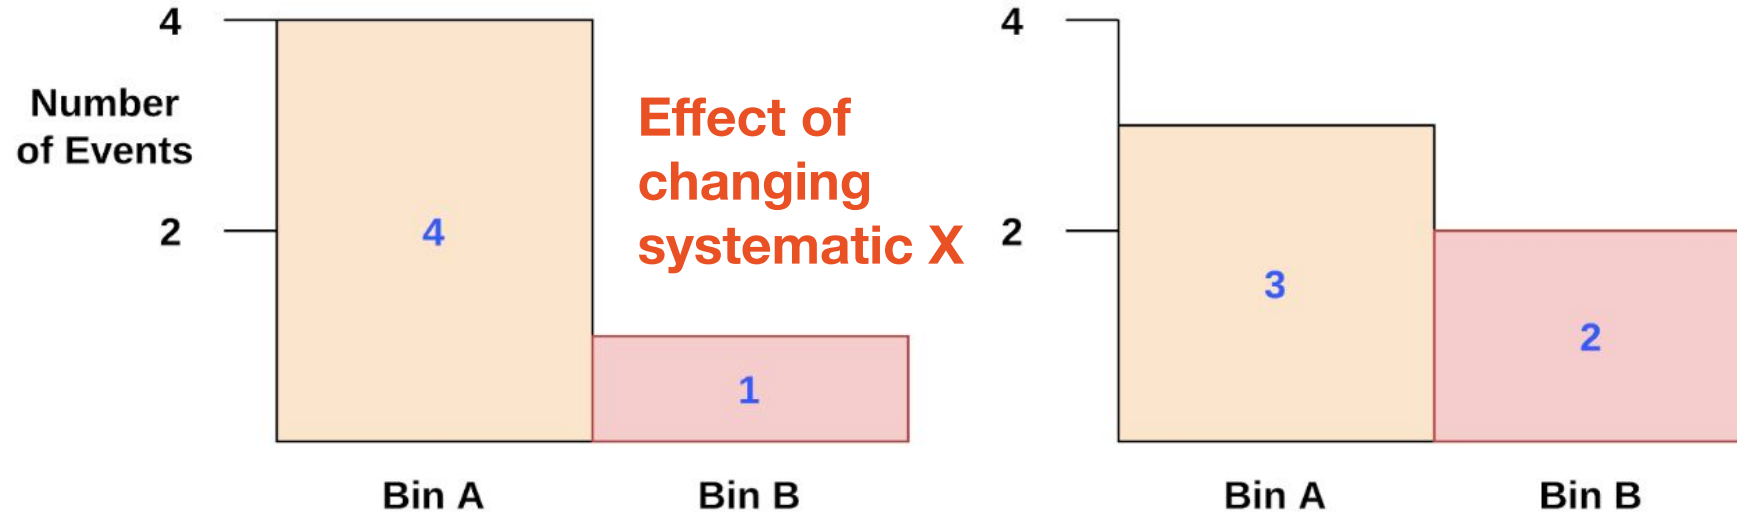 4
Number
of Events
2
4
1
Bin A
Bin B
Effect of
changing
systematic X
4
2
3
2
Bin A
Bin B